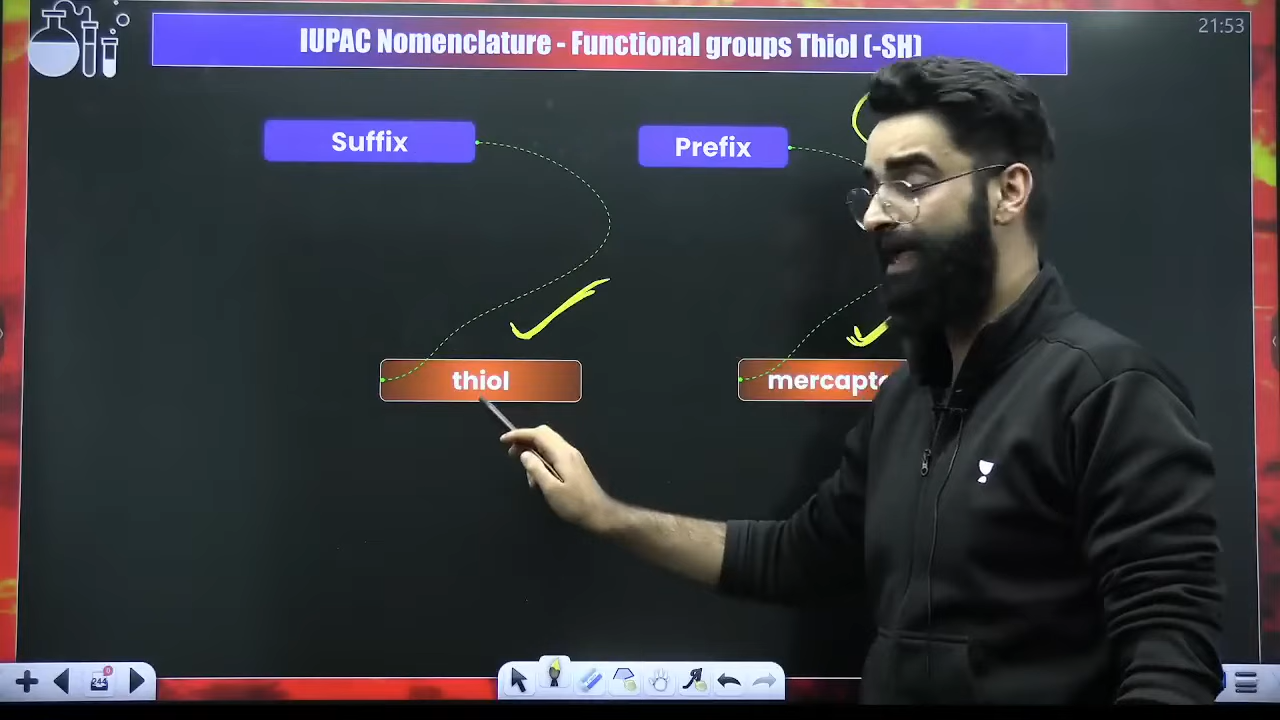 IUPAC Nomenclature - Functional groups Thiol (-SH)
21:53
Suffix
Prefix
thiol
244